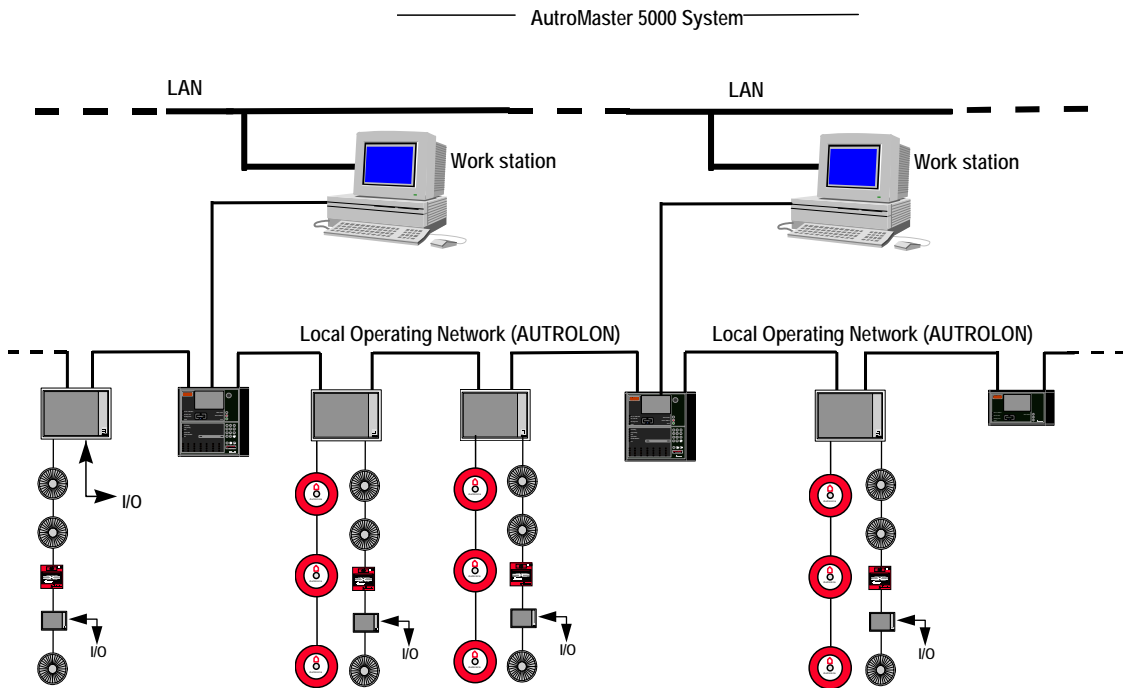 AutroMaster 5000 System
LAN
LAN
Work station
Work station
Local Operating Network (AUTROLON)
Local Operating Network (AUTROLON)
I/O
I/O
I/O
I/O
I/O